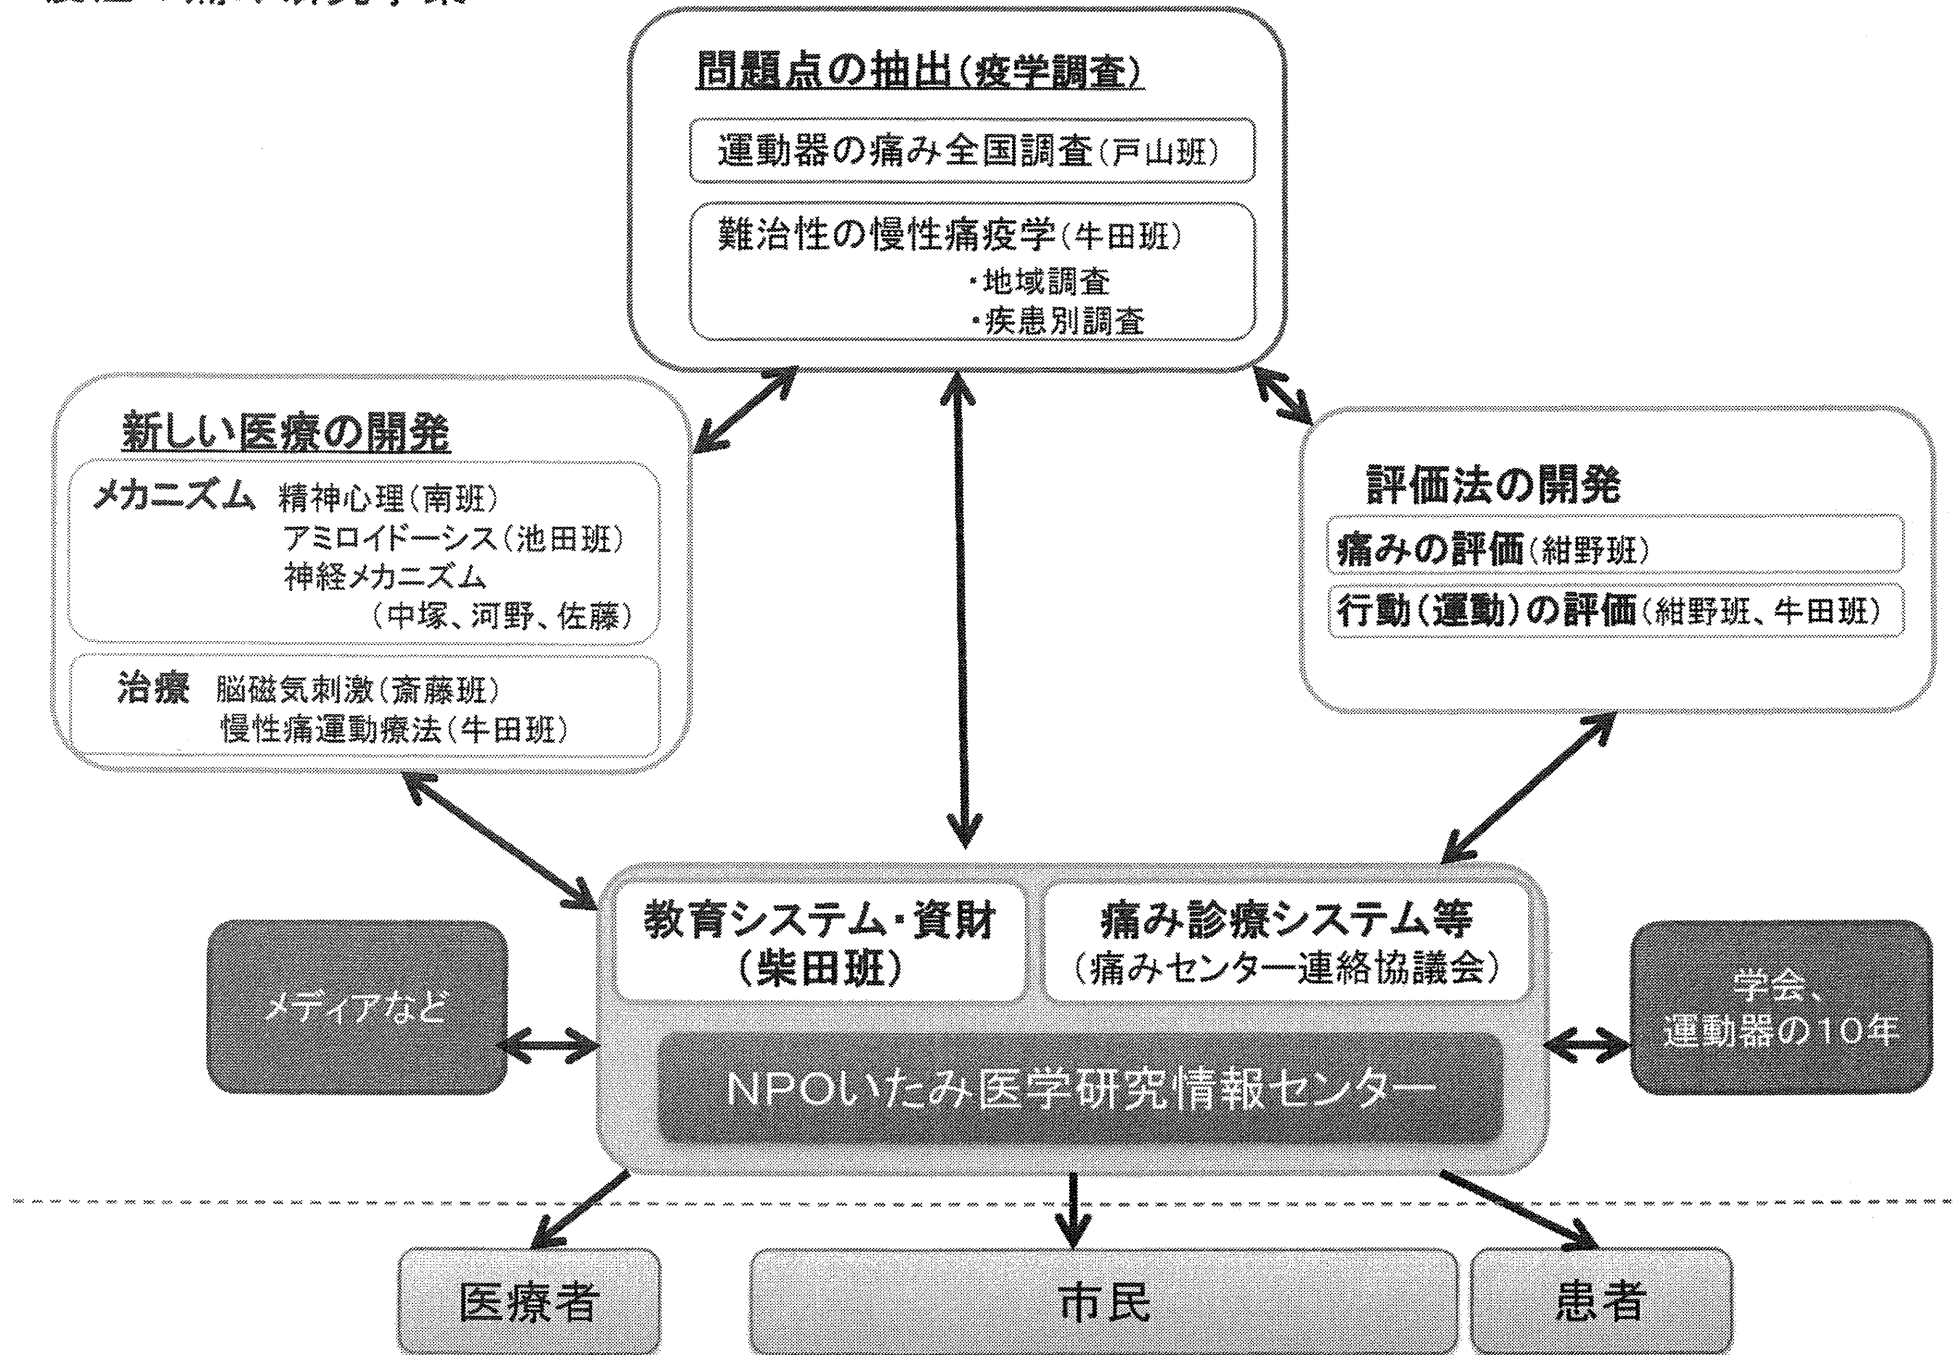 問題点の抽出(疫学調査)
運動器の痛み全国調査(戸山班)
難治性の慢性痛疫学(牛田班)
・地域調査
・疾患別調査
新しい医療の開発
メカニズム 精神心理(南班)
アミロイドーシス(池田班)
神経メカニズム
(中塚、河野、佐藤)
治療 脳磁気刺激(斎藤班)
慢性痛運動療法(牛田班)
評価法の開発
痛みの評価(紺野班)
行動(運動)の評価(紺野班、牛田班)
教育システム・資財
(柴田班)
痛み診療システム等
(痛みセンター連絡協議会)
メディアなど
学会、
運動器の10年
NPOいたみ医学研究情報センター
医療者
市民
患者